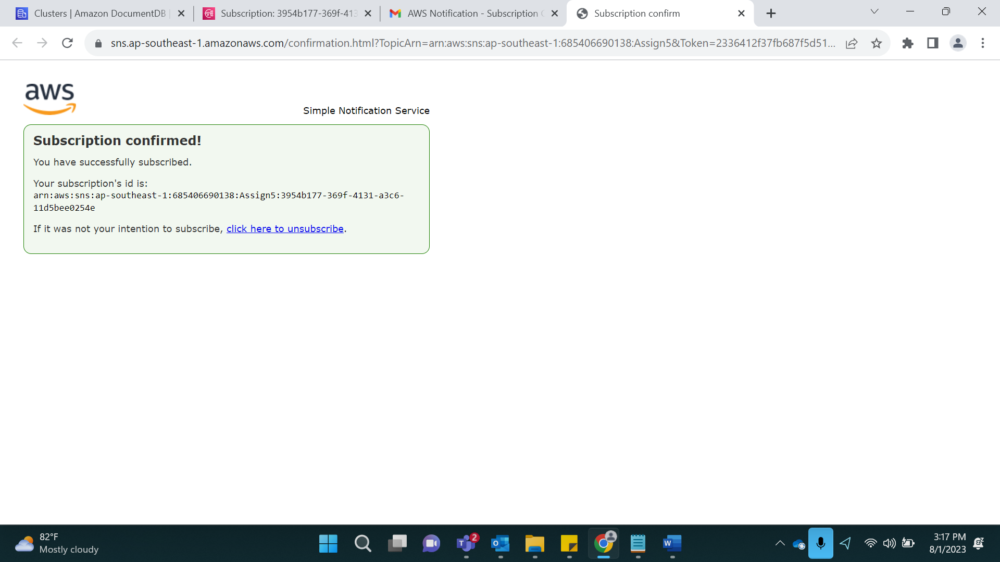 Clusters | Amazon DocumentDB
Subscription: 3954b177-369f-413
AWS Notification - Subscription
Subscription confirm
sns.ap-southeast-1.amazonaws.com/confirmation.html?TopicArn=arn:aws:sns:ap-southeast-1:685406690138:Assign5&Token=2336412f37fb687f5d51...
aws
Simple Notification Service
Subscription confirmed!
You have successfully subscribed.
Your subscription's id is:
arn:aws:sns:ap-southeast-1:685406690138:Assign5:3954b177-369f-4131-a3c6-
11d5bee0254e
If it was not your intention to subscribe, click here to unsubscribe.
82°F
Mostly cloudy
T
2
O
W
3:17 PM
8/1/2023